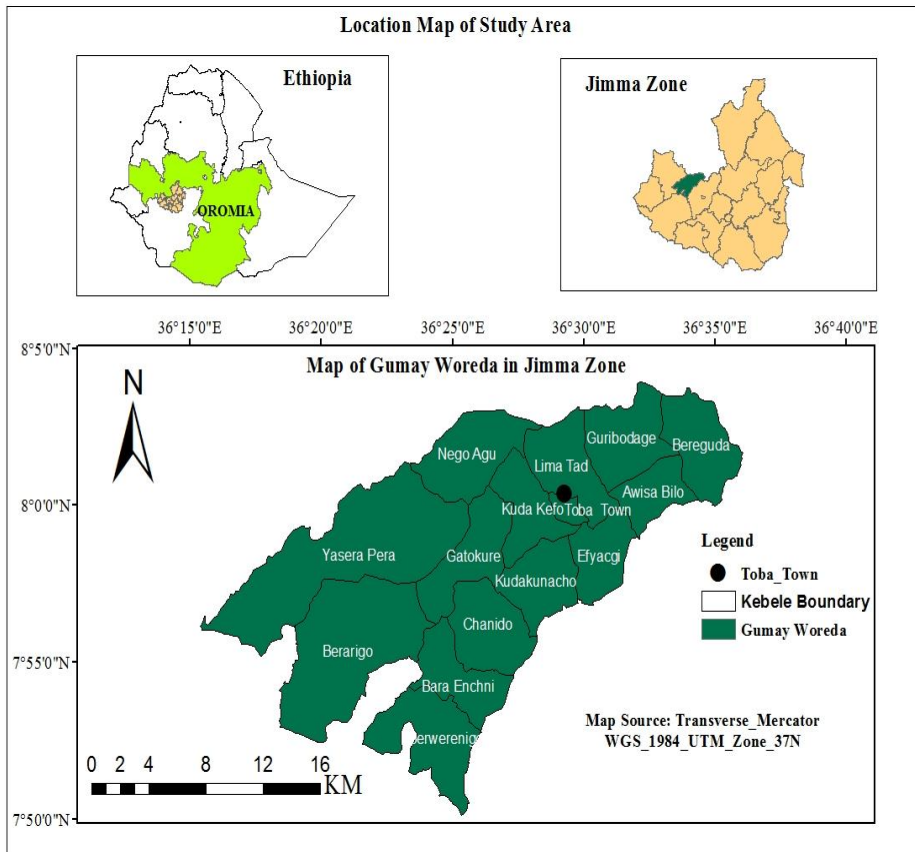 Location Map of Study Area
Ethiopia
OROMIA
Jimma Zone
36°15'0"E 36°20'0"E 36°25'0"E 36°30'0"E 36°35'0"E 36°40'0"E
8°5'0"N
8°0'0"N
7°55'0"N
7°50'0"N
Map of Gumay Woreda in Jimma Zone
N
Guribodage
Bereguda
Nego Agu
Lima Tad
Awisa Bilo
Kuda Kefo
Toba Town
Yasera Pera
Gatokure
Efyacgi
Kudakunacho
Chanido
Berarigo
Bara Enchni
Legend
Toba_Town
Kebele Boundary
Gumay Woreda
Map Source: Transverse_Mercator
WGS_1984_UTM_Zone_37N
0 2 4 8 12 16
KM